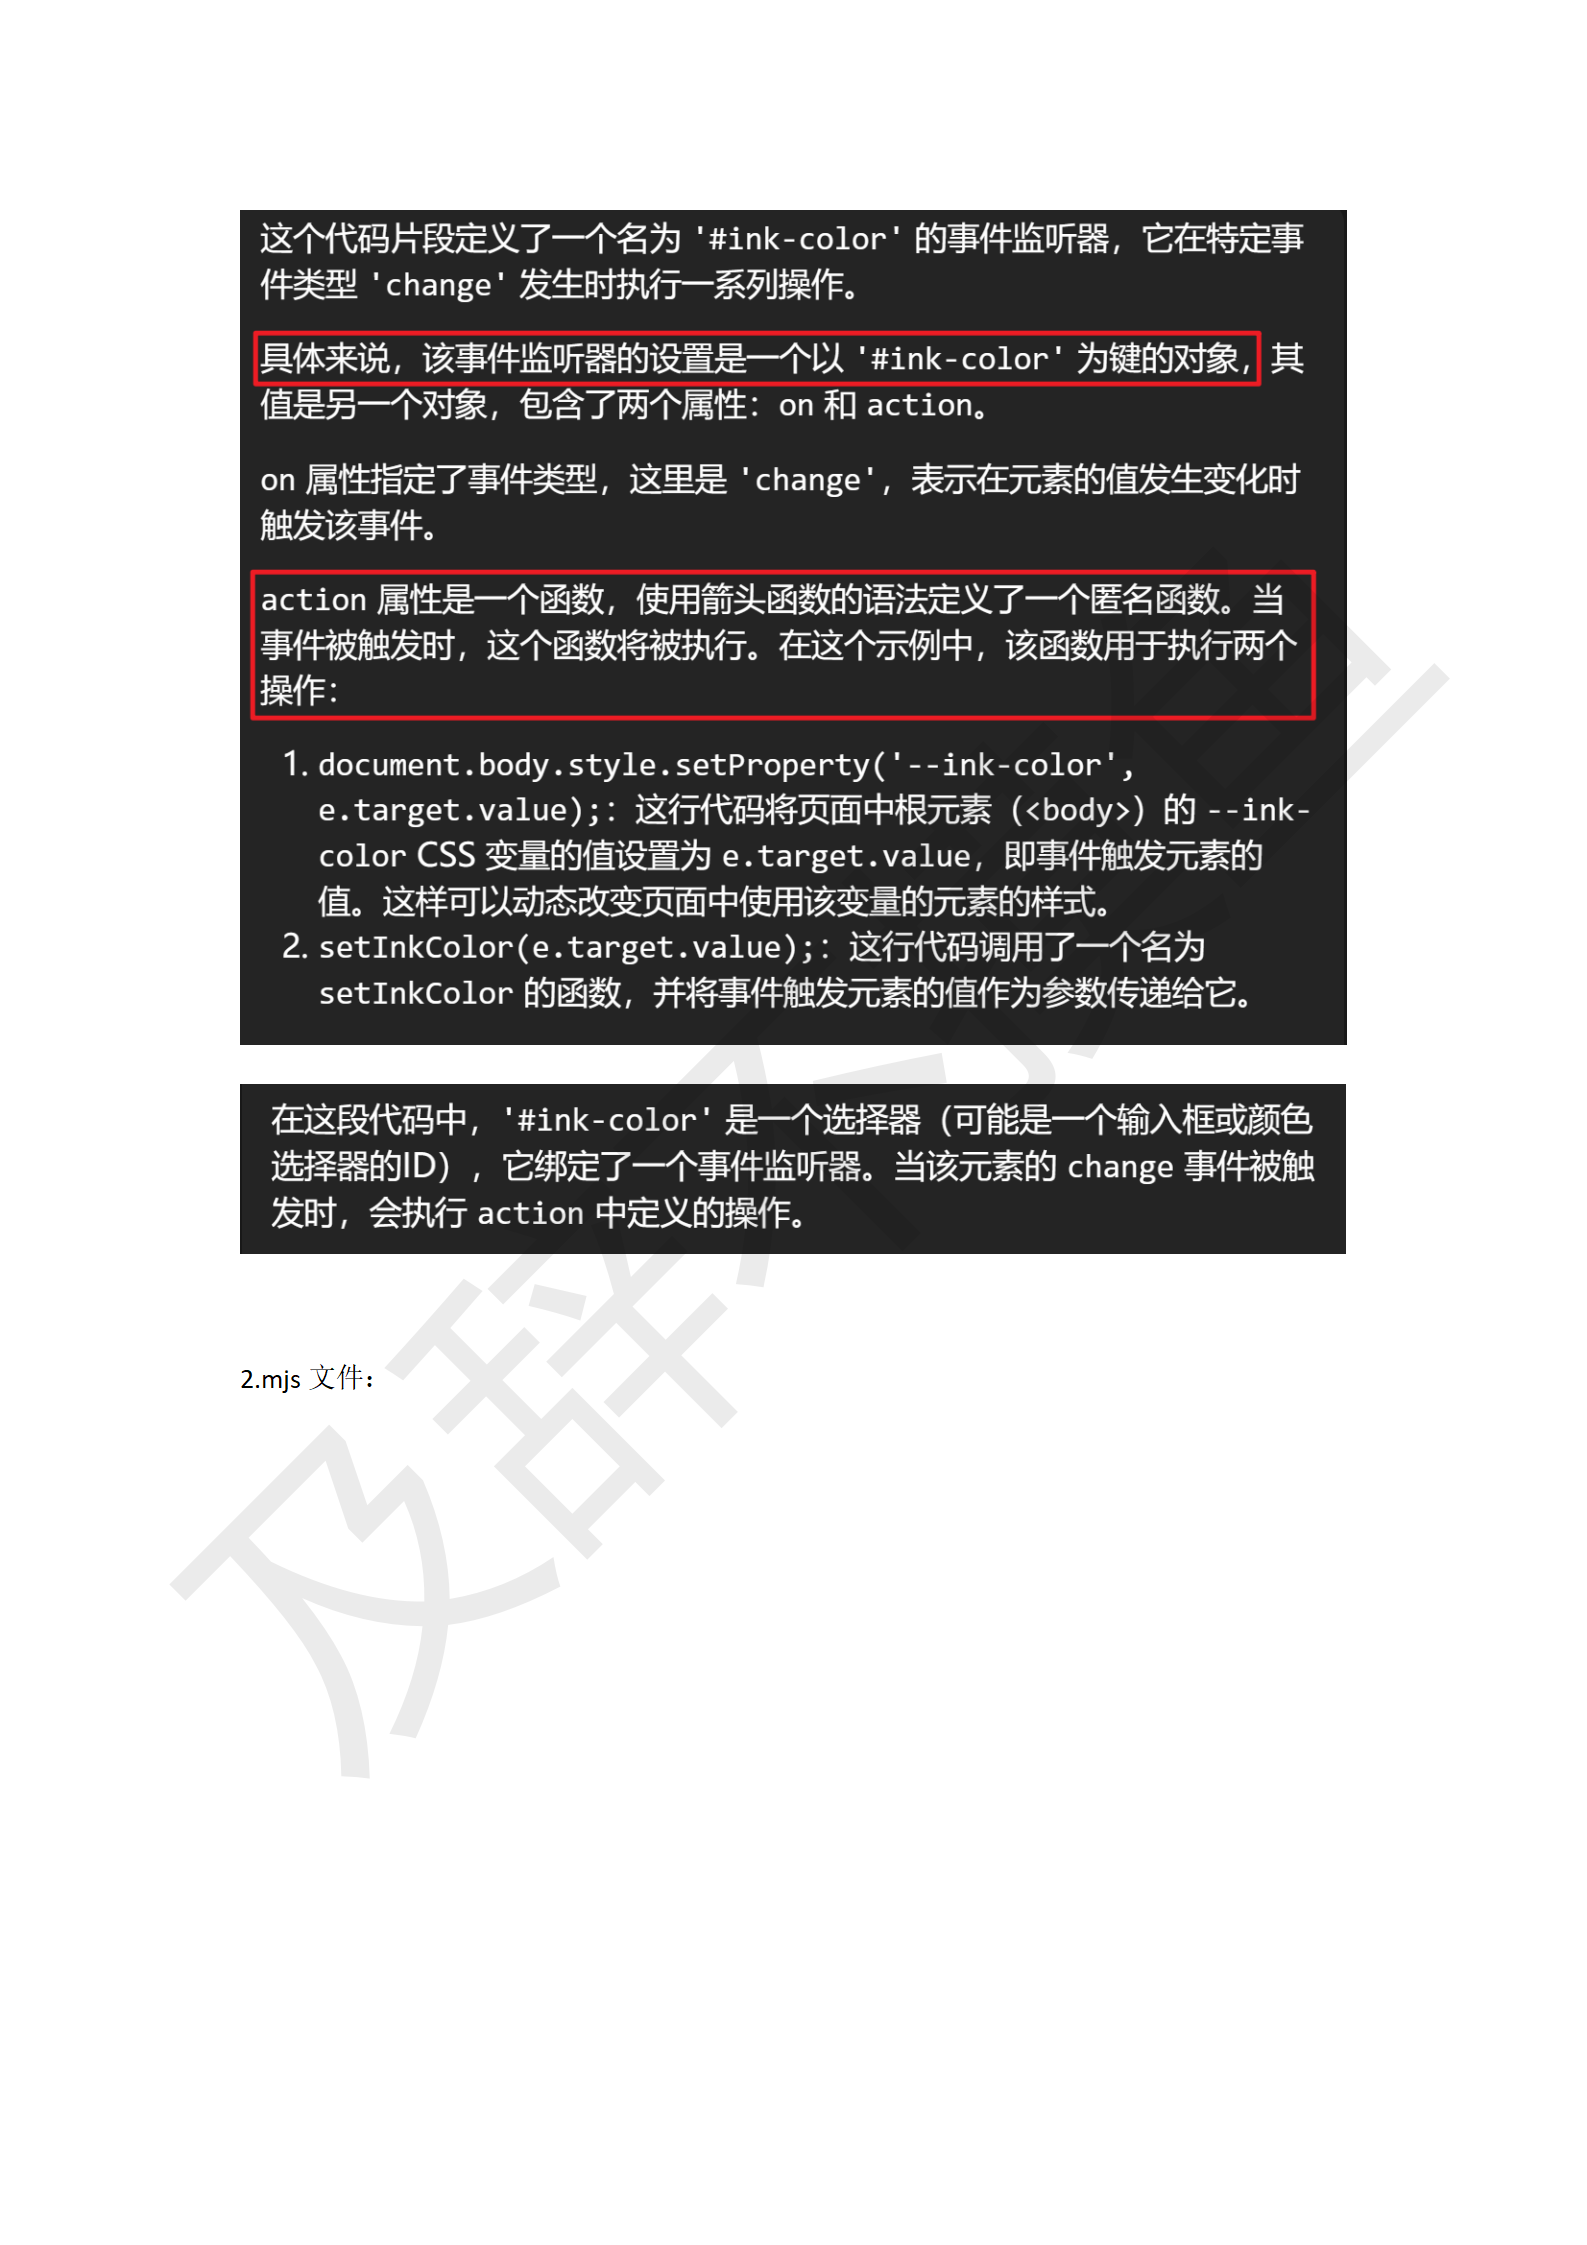 这个代码片段定义了一个名为 '#ink-color' 的事件监听器，它在特定事
件类型 'change' 发生时执行一系列操作。
具体来说，该事件监听器的设置是一个以 '#ink-color' 为键的对象，其
值是另一个对象，包含了两个属性：on 和 action。
on 属性指定了事件类型，这里是 'change'，表示在元素的值发生变化时
触发该事件。
action 属性是一个函数，使用箭头函数的语法定义了一个匿名函数。当
事件被触发时，这个函数将被执行。在这个示例中，该函数用于执行两个
操作：
1. document.body.style.setProperty('--ink-color',
e.target.value);：这行代码将页面中根元素（<body>）的 --ink-
color CSS 变量的值设置为 e.target.value，即事件触发元素的
值。这样可以动态改变页面中使用该变量的元素的样式。
2. setInkColor(e.target.value);：这行代码调用了一个名为
setInkColor 的函数，并将事件触发元素的值作为参数传递给它。
在这段代码中，'#ink-color' 是一个选择器（可能是一个输入框或颜色
选择器的ID），它绑定了一个事件监听器。当该元素的 change 事件被触
发时，会执行 action 中定义的操作。
2.mjs 文件：